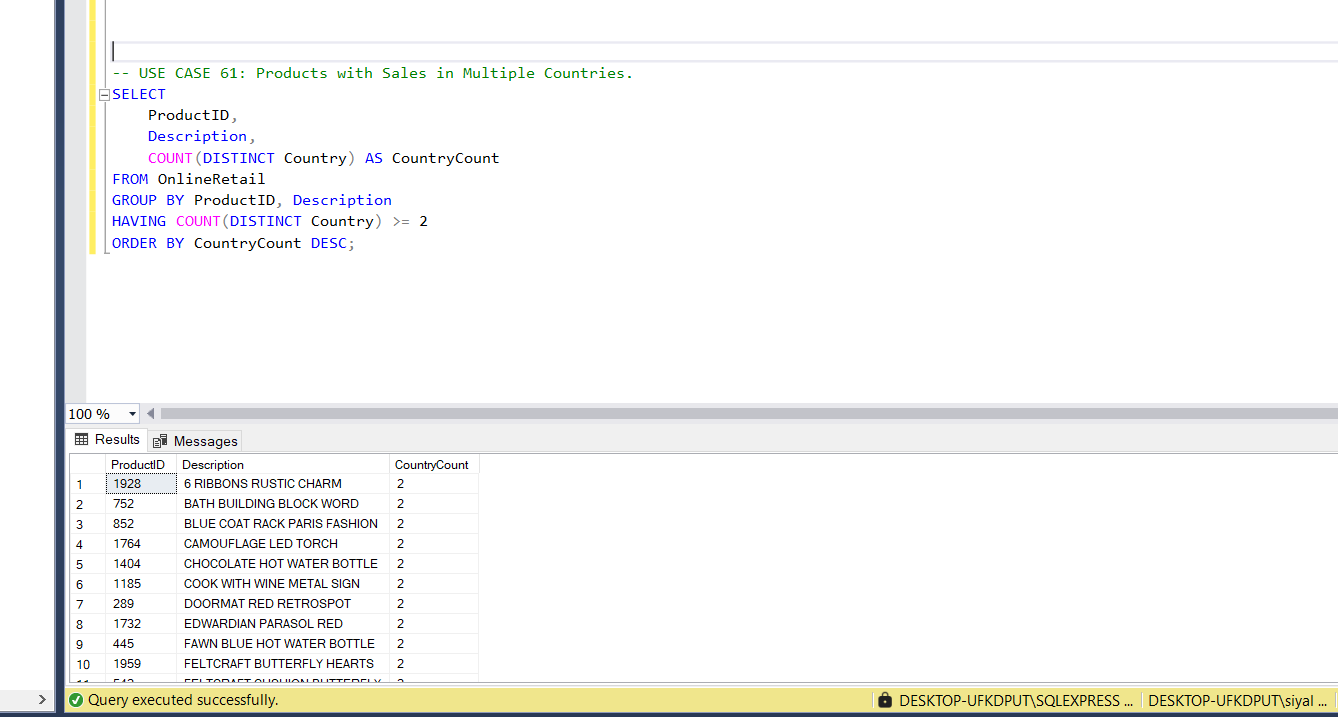 -- USE CASE 61: Products with Sales in Multiple Countries.
SELECT
ProductID,
Description,
COUNT(DISTINCT Country) AS CountryCount
FROM OnlineRetail
GROUP BY ProductID, Description
HAVING COUNT(DISTINCT Country) >= 2
ORDER BY CountryCount DESC;
100 %
Results Messages
ProductID Description CountryCount
1 1928 6 RIBBONS RUSTIC CHARM 2
2 752 BATH BUILDING BLOCK WORD 2
3 852 BLUE COAT RACK PARIS FASHION 2
4 1764 CAMOUFLAGE LED TORCH 2
5 1404 CHOCOLATE HOT WATER BOTTLE 2
6 1185 COOK WITH WINE METAL SIGN 2
7 289 DOORMAT RED RETROSPOT 2
8 1732 EDWARDIAN PARASOL RED 2
9 445 FAWN BLUE HOT WATER BOTTLE 2
10 1959 FELTCRAFT BUTTERFLY HEARTS 2
FELTCRAFT CUSHION BUTTERFLY 2
Query executed successfully.
DESKTOP-UFKDPUT\SQLEXPRESS ... DESKTOP-UFKDPUT\siyal ...